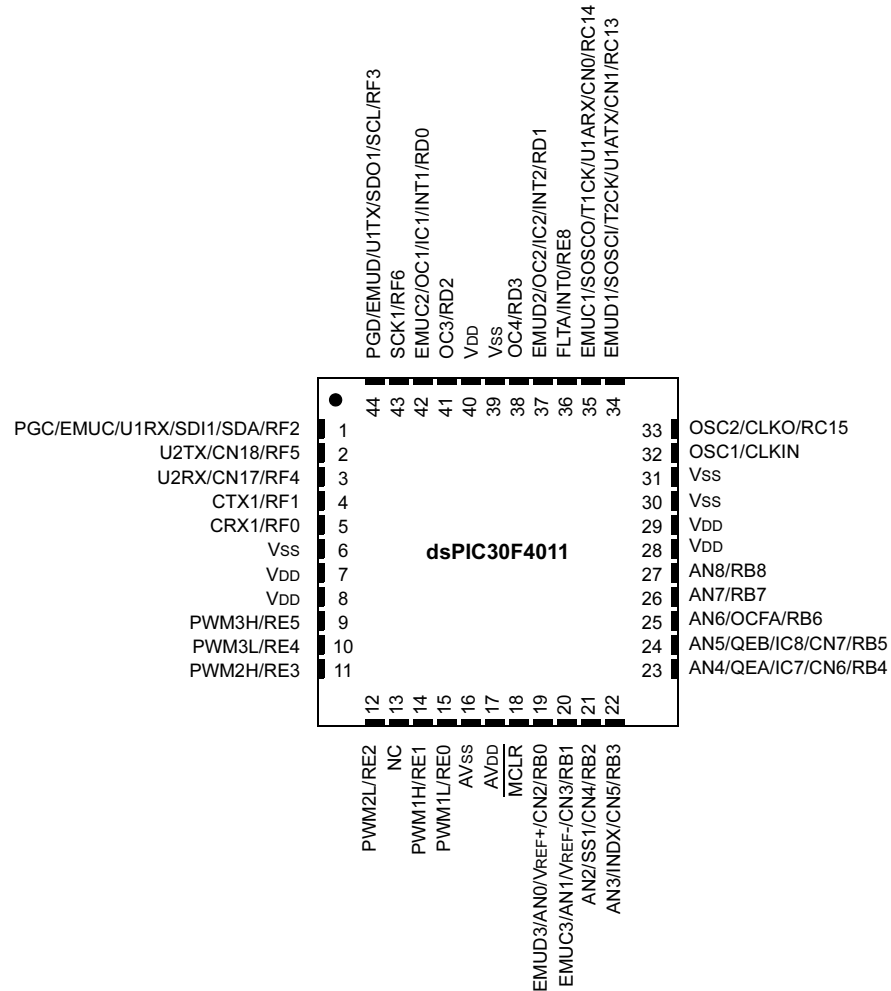 PGD/EMUD/U1TX/SDO1/SCL/RF3
SCK1/RF6
EMUC2/OC1/IC1/INT1/RD0
OC3/RD2
VDD
VSS
OC4/RD3
EMUD2/OC2/IC2/INT2/RD1
FLTA/INT0/RE8
EMUC1/SOSCO/T1CK/U1ARX/CN0/RC14
EMUD1/SOSCI/T2CK/U1ATX/CN1/RC13
44
43
42
41
40
39
38
37
36
35
34
PGC/EMUC/U1RX/SDI1/SDA/RF2 1
U2TX/CN18/RF5 2
U2RX/CN17/RF4 3
CTX1/RF1 4
CRX1/RF0 5
VSS 6
VDD 7
VDD 8
PWM3H/RE5 9
PWM3L/RE4 10
PWM2H/RE3 11
dsPIC30F4011
33 OSC2/CLKO/RC15
32 OSC1/CLKIN
31 VSS
30 VSS
29 VDD
28 VDD
27 AN8/RB8
26 AN7/RB7
25 AN6/OCFA/RB6
24 AN5/QEB/IC8/CN7/RB5
23 AN4/QEA/IC7/CN6/RB4
12
13
14
15
16
17
18
19
20
21
22
PWM2L/RE2
NC
PWM1H/RE1
PWM1L/RE0
AVSS
AVDD
MCLR
EMUD3/AN0/VREF+/CN2/RB0
EMUC3/AN1/VREF-/CN3/RB1
AN2/SS1/CN4/RB2
AN3/INDX/CN5/RB3